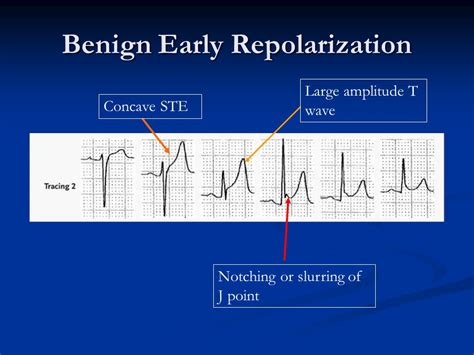 Benign Early Repolarization
Large amplitude T
wave
Concave STE
Tracing 2
Notching or slurring of
J point